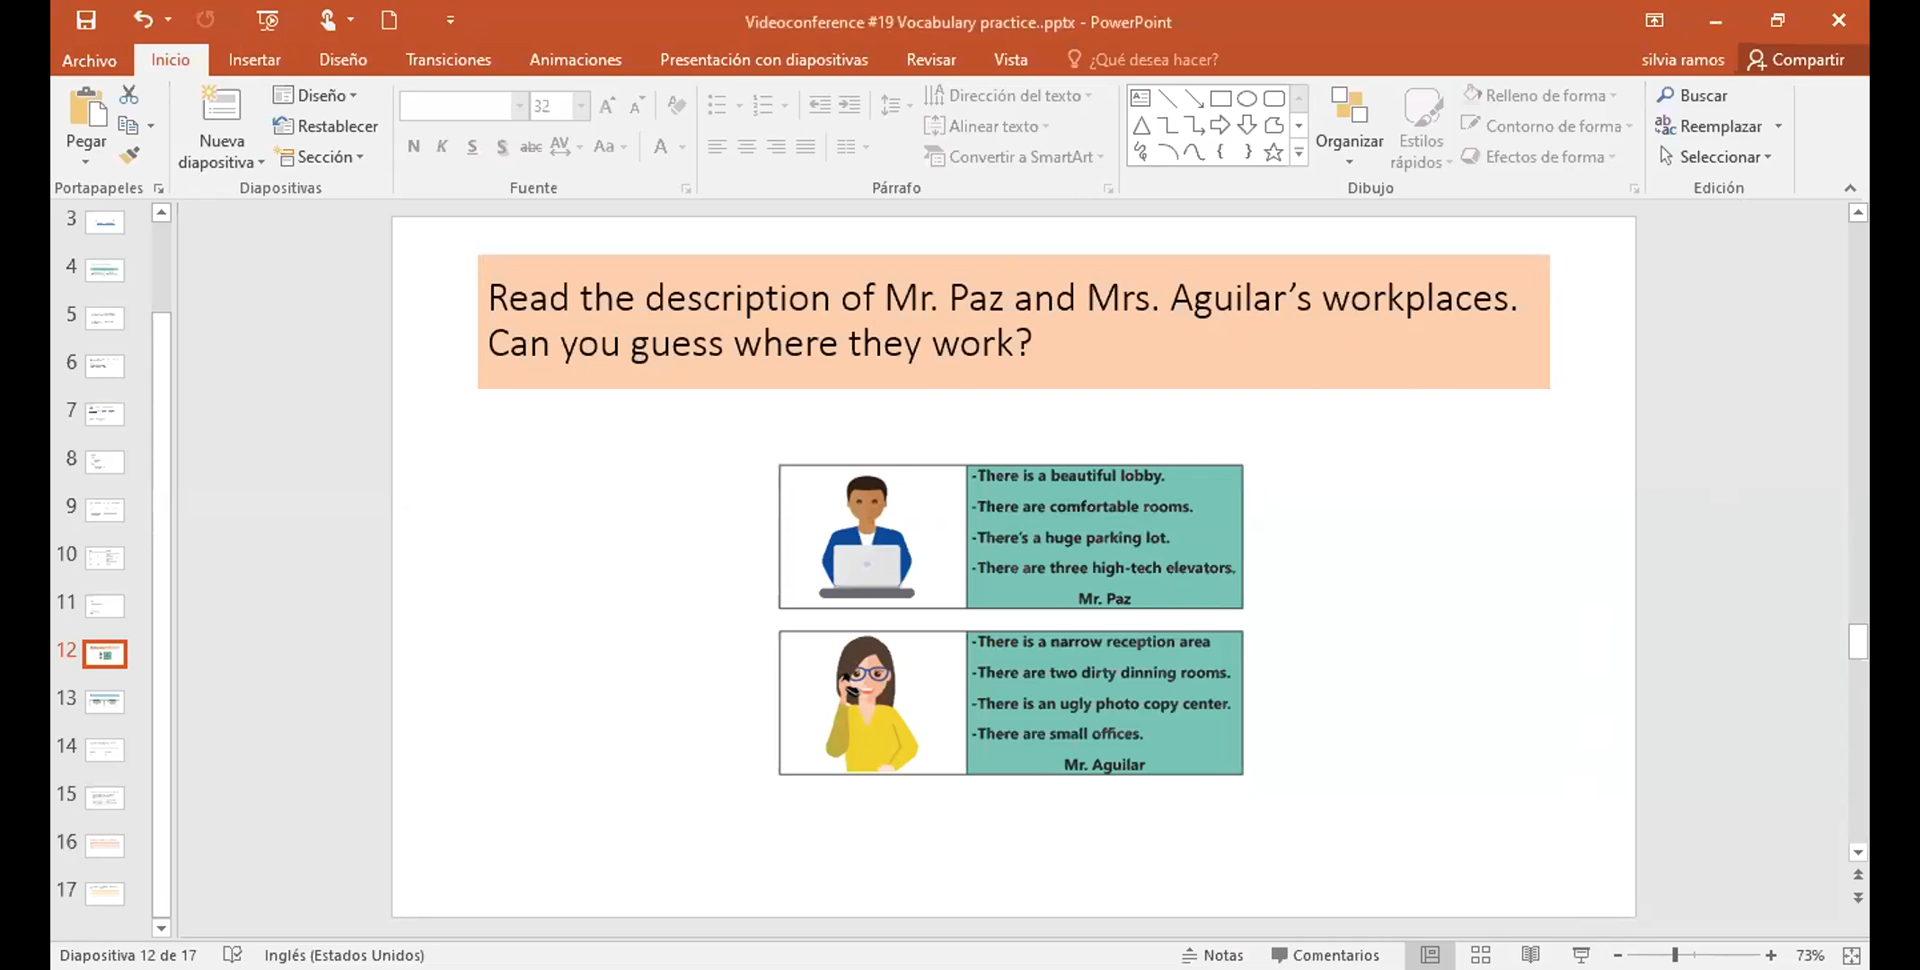 Videoconference #19 Vocabulary practice..pptx - PowerPoint
Archivo Inicio Insertar Diseño Transiciones Animaciones Presentación con diapositivas Revisar Vista ¿Qué desea hacer? silvia ramos Compartir
Pegar
Portapapeles
Nueva diapositiva
Diseño
Restablecer
Sección
Diapositivas
32
N K S S abc AV Aa A
Fuente
Dirección del texto
Alinear texto
Convertir a SmartArt
Párrafo
Organizar
Estilos rápidos
Relleno de forma
Contorno de forma
Efectos de forma
Dibujo
Buscar
Reemplazar
Seleccionar
Edición
3
4
5
6
7
8
9
10
11
12
13
14
15
16
17
Read the description of Mr. Paz and Mrs. Aguilar’s workplaces.
Can you guess where they work?
-There is a beautiful lobby.
-There are comfortable rooms.
-There's a huge parking lot.
-There are three high-tech elevators.
Mr. Paz
-There is a narrow reception area
-There are two dirty dinning rooms.
-There is an ugly photo copy center.
-There are small offices.
Mr. Aguilar
Diapositiva 12 de 17 Inglés (Estados Unidos) Notas Comentarios 73%